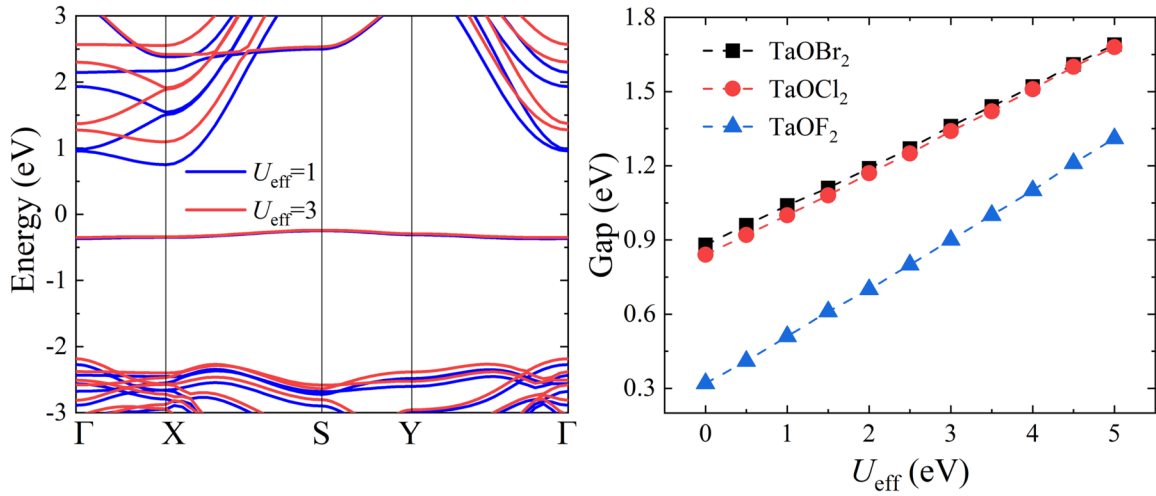 3
2
1
0
-1
-2
-3
Energy (eV)
U_eff=1
U_eff=3
Γ
X
S
Y
Γ
1.8
1.5
1.2
0.9
0.6
0.3
Gap (eV)
TaOBr₂
TaOCl₂
TaOF₂
0
1
2
3
4
5
U_eff (eV)